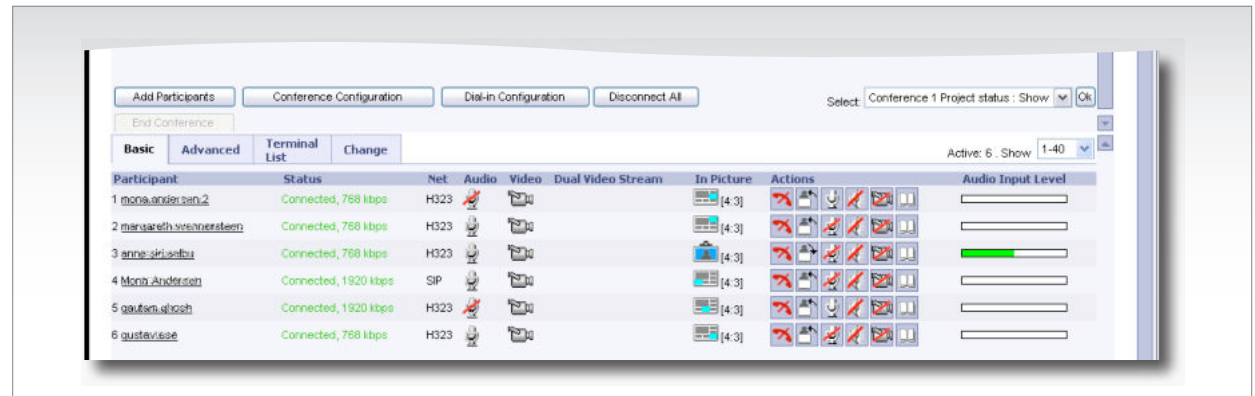 Add Participants Conference Configuration Dial-in Configuration Disconnect All Select: Conference 1 Project status : Show Ok
End Conference
Basic Advanced Terminal List Change Active: 6 . Show 1-40
Participant Status Net Audio Video Dual Video Stream In Picture Actions Audio Input Level
1 mona.andersen.2 Connected, 768 kbps H323 [4:3]
2 margareth.wennersteen Connected, 768 kbps H323 [4:3]
3 Connected, 768 kbps H323 [4:3]
4 Mona Andersen Connected, 1920 kbps SIP [4:3]
5 gautam.ghosh Connected, 1920 kbps H323 [4:3]
6 Connected, 768 kbps H323 [4:3]